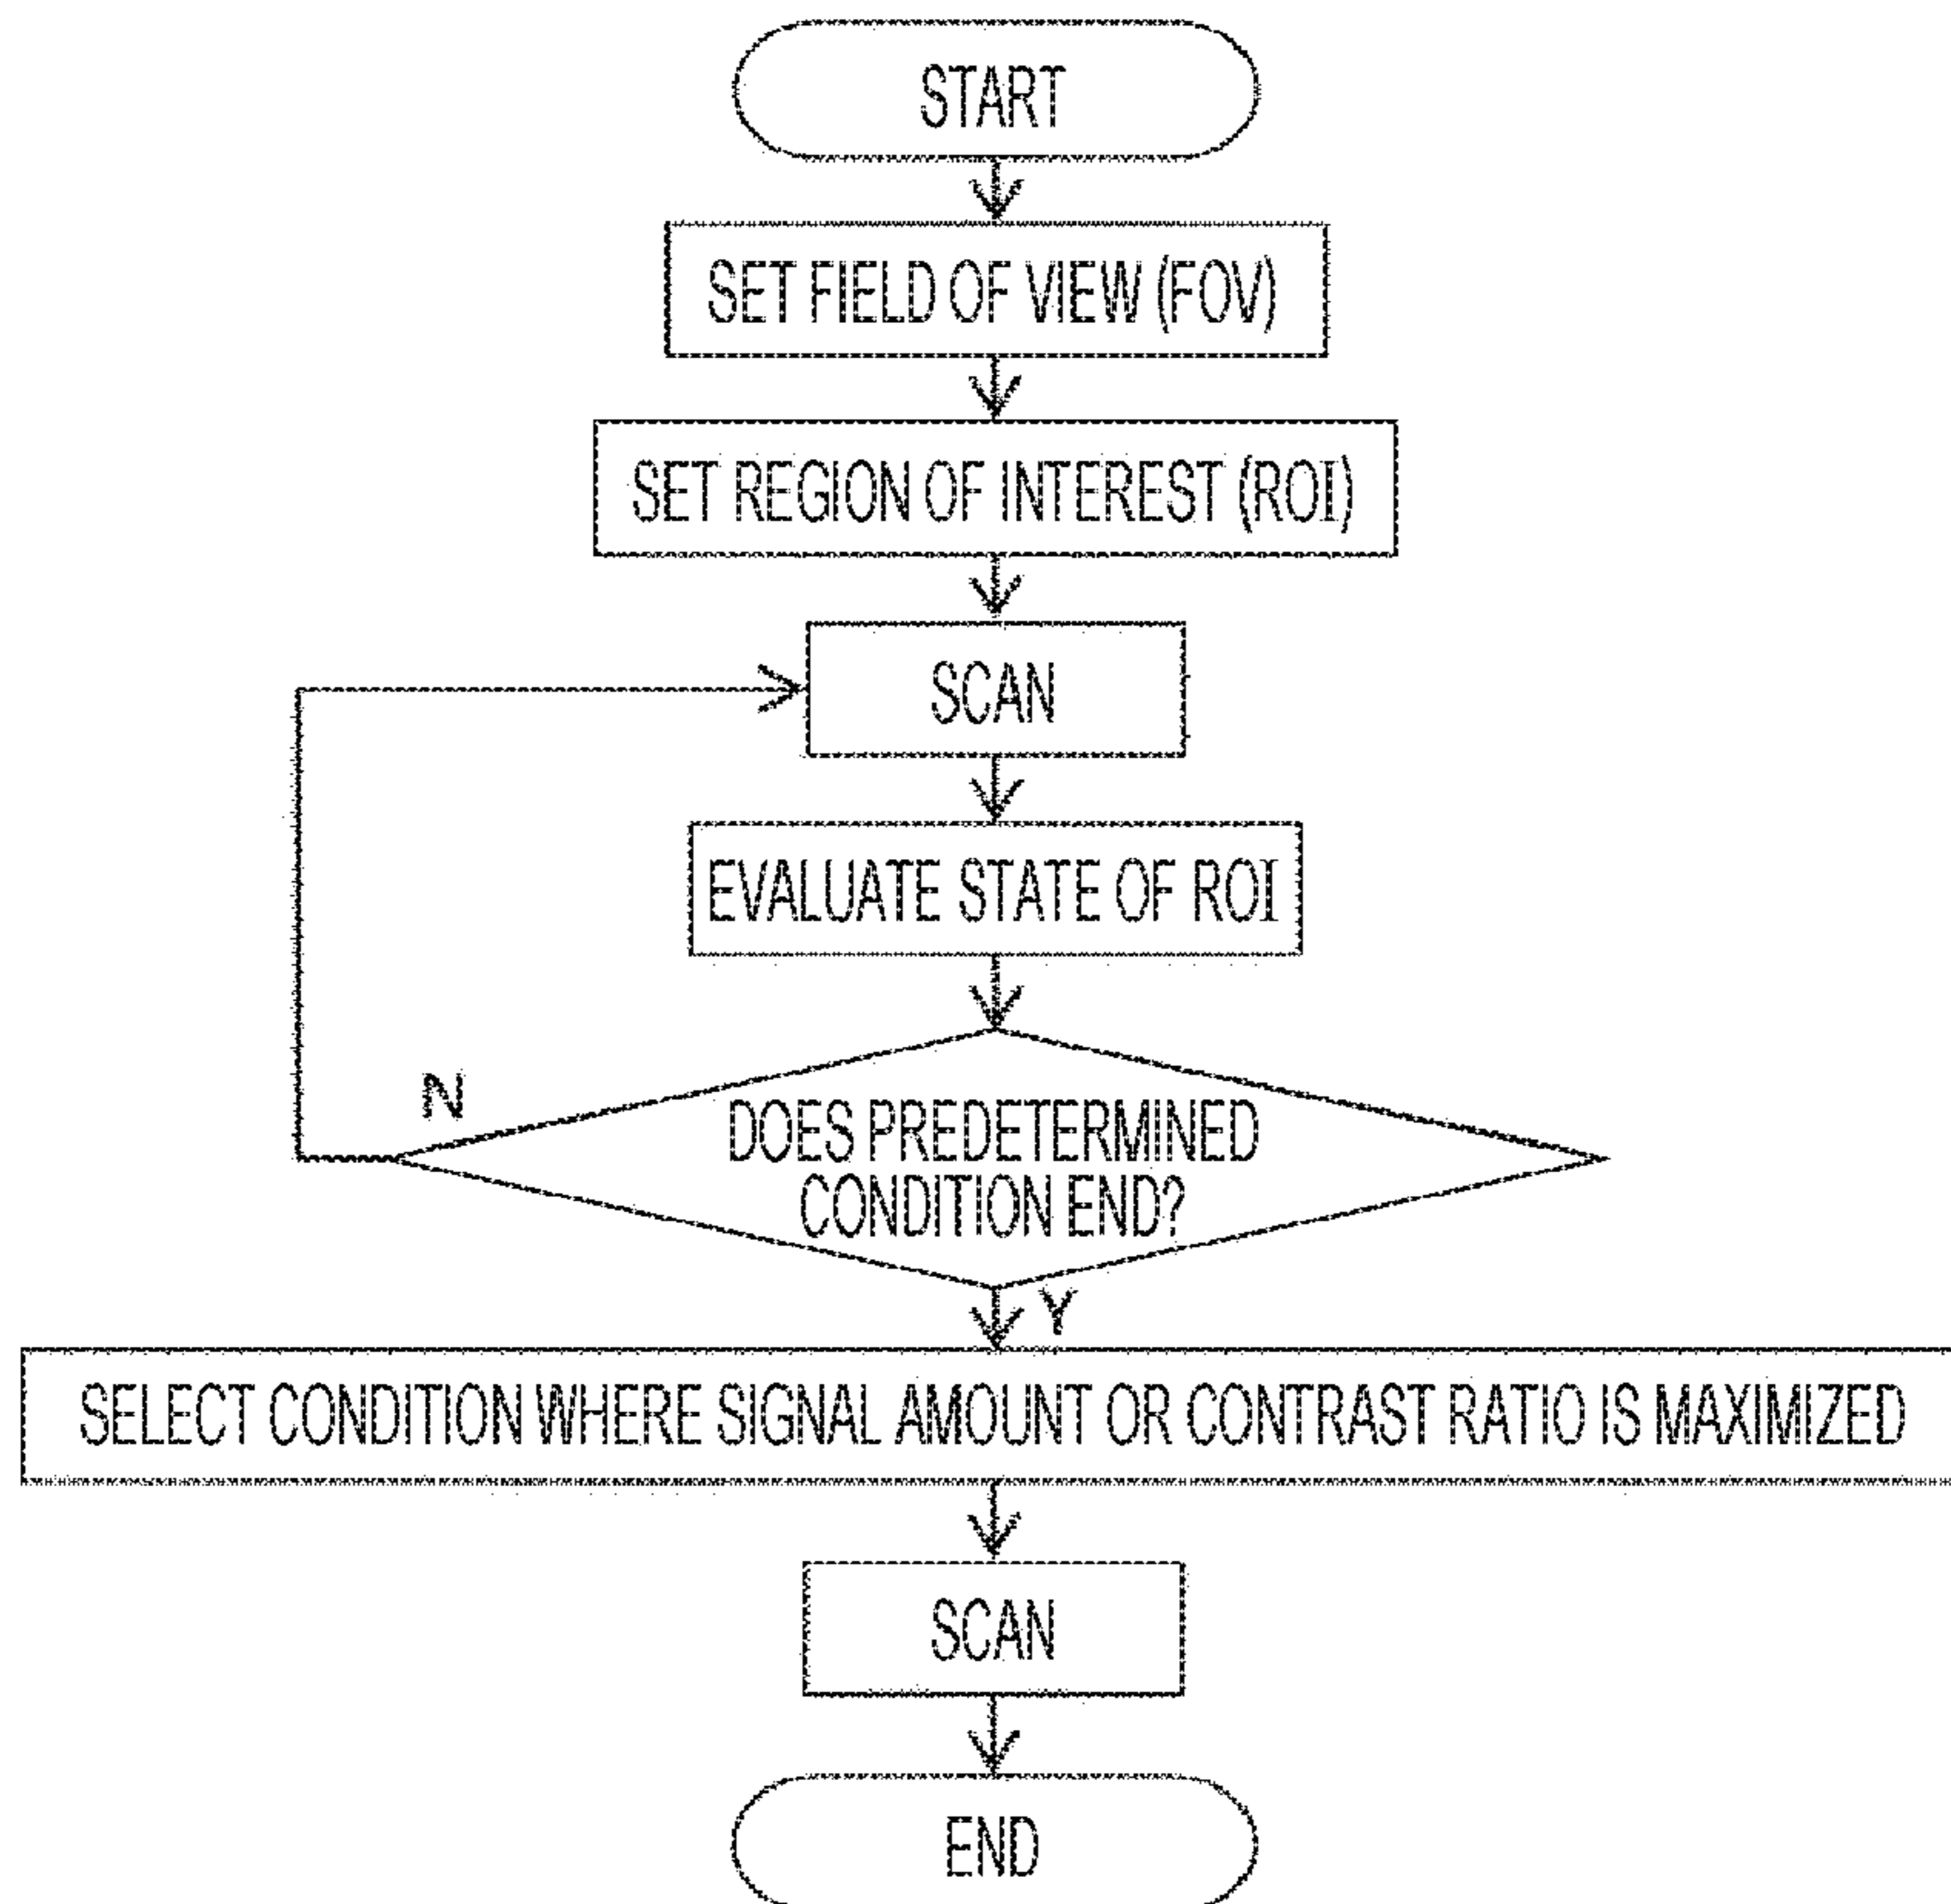 START
SET FIELD OF VIEW (FOV)
SET REGION OF INTEREST (ROI)
SCAN
EVALUATE STATE OF ROI
N
DOES PREDETERMINED
CONDITION END?
Y
SELECT CONDITION WHERE SIGNAL AMOUNT OR CONTRAST RATIO IS MAXIMIZED
SCAN
END